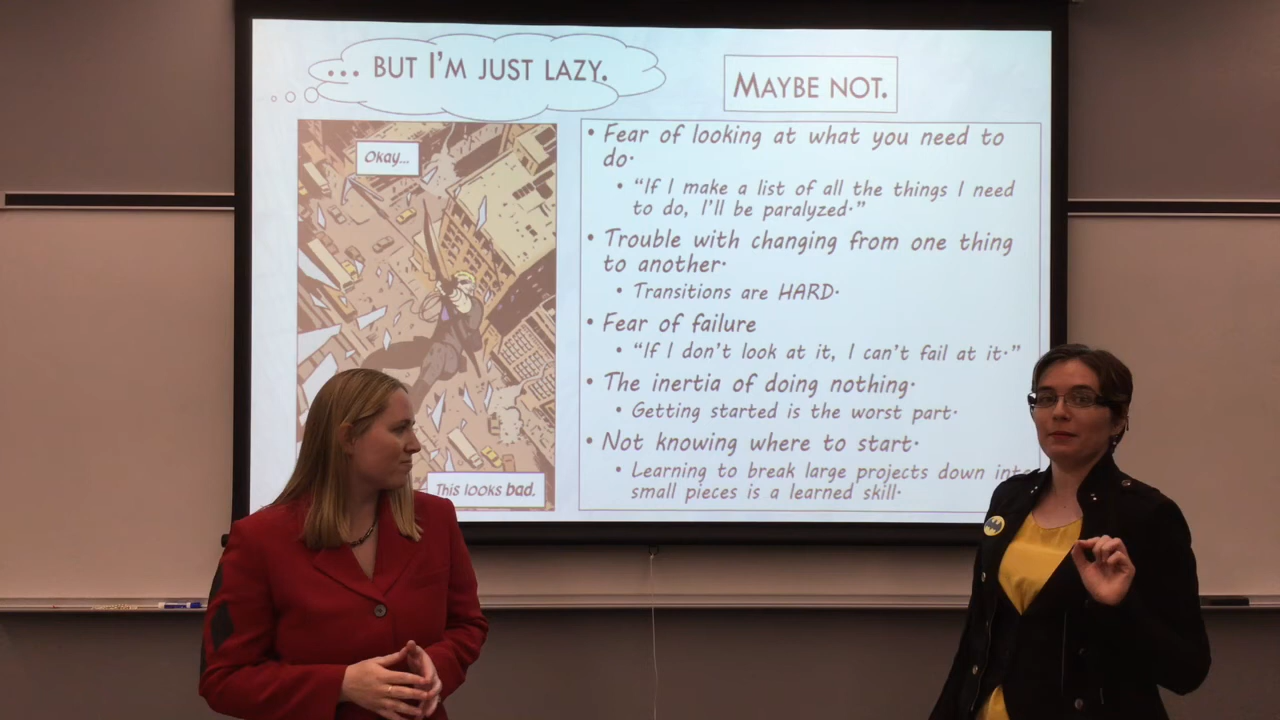 ... BUT I'M JUST LAZY.
MAYBE NOT.
Okay...
This looks bad.
• Fear of looking at what you need to
do.
• "If I make a list of all the things I need
to do, I'll be paralyzed."
• Trouble with changing from one thing
to another.
• Transitions are HARD.
• Fear of failure
• "If I don't look at it, I can't fail at it."
• The inertia of doing nothing.
• Getting started is the worst part.
• Not knowing where to start.
• Learning to break large projects down into
small pieces is a learned skill.